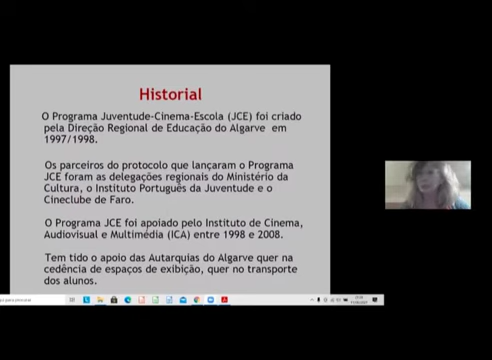 Historial
O Programa Juventude-Cinema-Escola (JCE) foi criado
pela Direção Regional de Educação do Algarve em
1997/1998.
Os parceiros do protocolo que lançaram o Programa
JCE foram as delegações regionais do Ministério da
Cultura, o Instituto Português da Juventude e o
Cineclube de Faro.
O Programa JCE foi apoiado pelo Instituto de Cinema,
Audiovisual e Multimédia (ICA) entre 1998 e 2008.
Tem tido o apoio das Autarquias do Algarve quer na
cedência de espaços de exibição, quer no transporte
dos alunos.